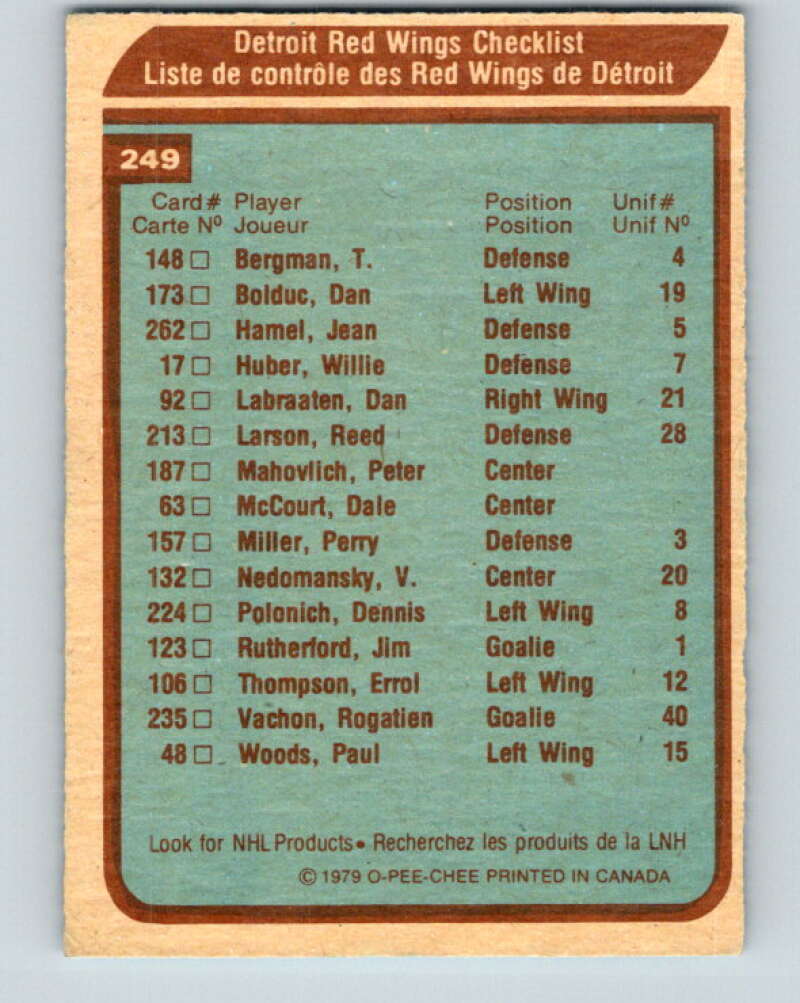 Detroit Red Wings Checklist
Liste de contrôle des Red Wings de Détroit
249
Card# Player Position Unif#
Carte Nº Joueur Position Unif Nº
148 □ Bergman, T. Defense 4
173 □ Bolduc, Dan Left Wing 19
262 □ Hamel, Jean Defense 5
17 □ Huber, Willie Defense 7
92 □ Labraaten, Dan Right Wing 21
213 □ Larson, Reed Defense 28
187 □ Mahovlich, Peter Center
63 □ McCourt, Dale Center
157 □ Miller, Perry Defense 3
132 □ Nedomansky, V. Center 20
224 □ Polonich, Dennis Left Wing 8
123 □ Rutherford, Jim Goalie 1
106 □ Thompson, Errol Left Wing 12
235 □ Vachon, Rogatien Goalie 40
48 □ Woods, Paul Left Wing 15
Look for NHL Products • Recherchez les produits de la LNH
© 1979 O-PEE-CHEE PRINTED IN CANADA